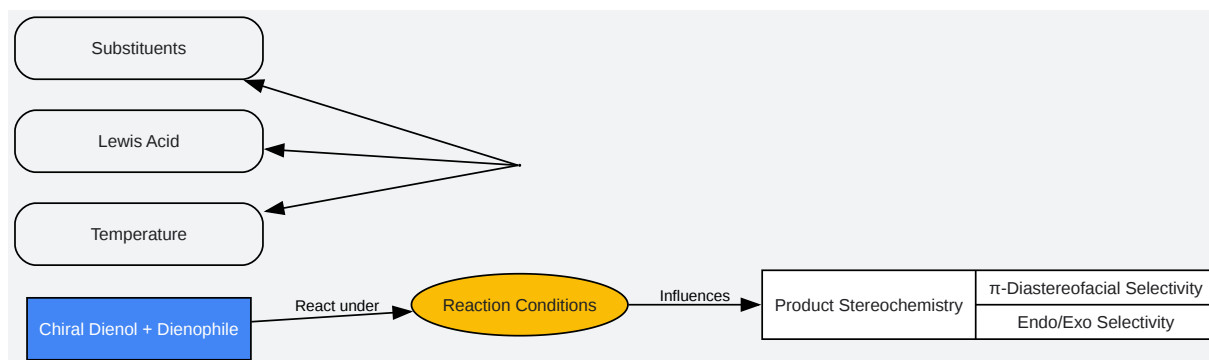 Substituents
Lewis Acid
Temperature
Chiral Dienol + Dienophile
React under
Reaction Conditions
Influences
Product Stereochemistry
π-Diastereofacial Selectivity
Endo/Exo Selectivity